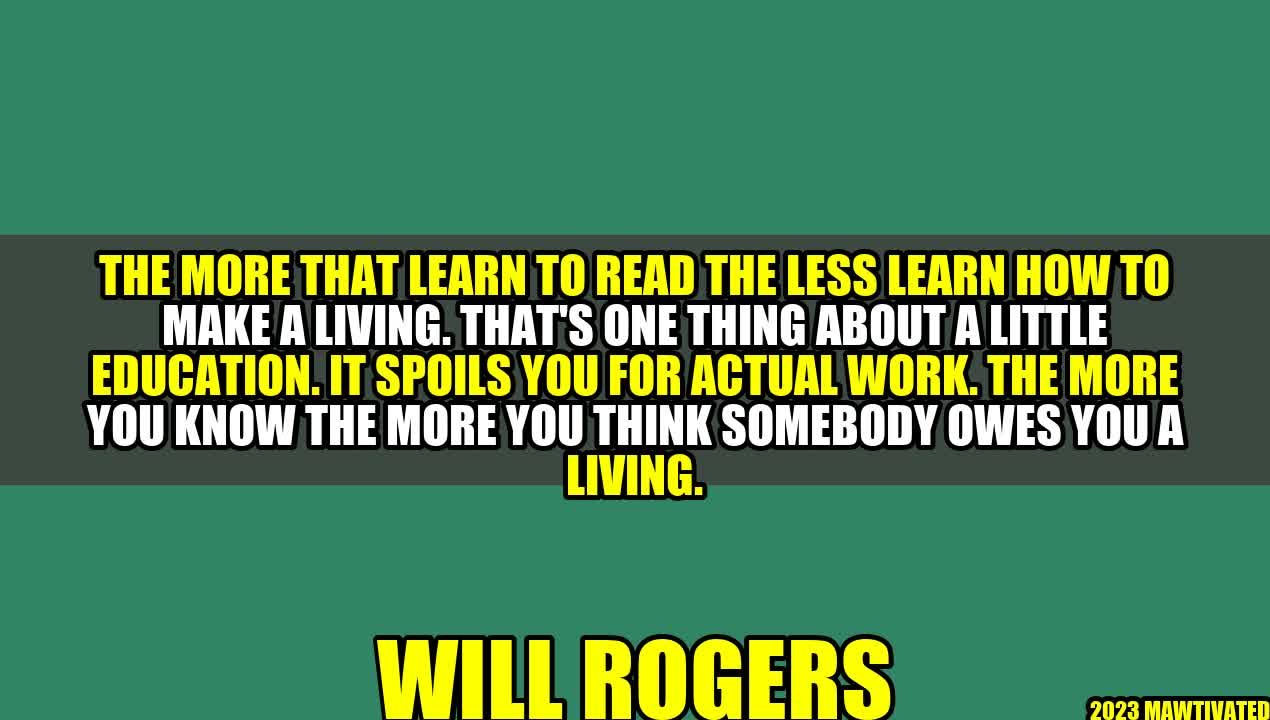 THE MORE THAT LEARN TO READ THE LESS LEARN HOW TO
MAKE A LIVING. THAT'S ONE THING ABOUT A LITTLE
EDUCATION. IT SPOILS YOU FOR ACTUAL WORK. THE MORE
YOU KNOW THE MORE YOU THINK SOMEBODY OWES YOU A
LIVING.
WILL ROGERS
2023 MAWTIVATED